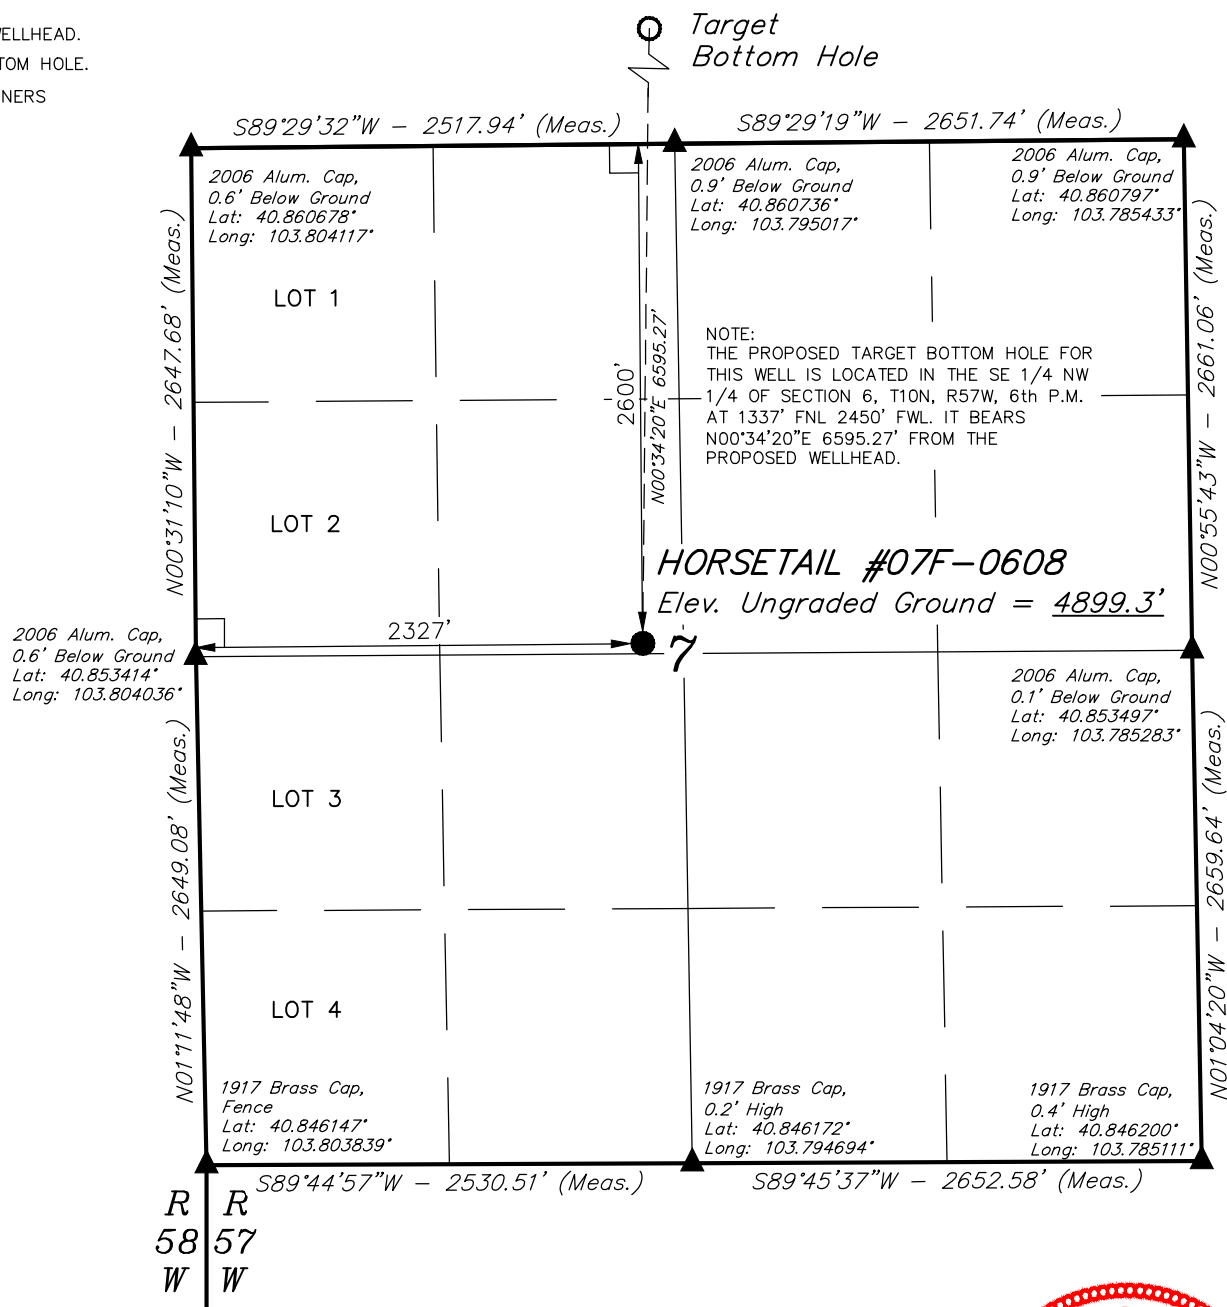 WELLHEAD.
TOM HOLE.
NERS
Target
Bottom Hole
S89°29'32"W - 2517.94' (Meas.)
S89°29'19"W - 2651.74' (Meas.)
2006 Alum. Cap,
0.6' Below Ground
Lat: 40.860678°
Long: 103.804117°
2006 Alum. Cap,
0.9' Below Ground
Lat: 40.860736°
Long: 103.795017°
2006 Alum. Cap,
0.9' Below Ground
Lat: 40.860797°
Long: 103.785433°
N00°31'10"W - 2647.68' (Meas.)
LOT 1
2600'
N00°34'20"E 6595.27'
NOTE:
THE PROPOSED TARGET BOTTOM HOLE FOR
THIS WELL IS LOCATED IN THE SE 1/4 NW
1/4 OF SECTION 6, T10N, R57W, 6th P.M.
AT 1337' FNL 2450' FWL. IT BEARS
N00°34'20"E 6595.27' FROM THE
PROPOSED WELLHEAD.
N00°55'43"W - 2661.06' (Meas.)
LOT 2
HORSETAIL #07F-0608
Elev. Ungraded Ground = 4899.3'
2327'
7
2006 Alum. Cap,
0.6' Below Ground
Lat: 40.853414°
Long: 103.804036°
2006 Alum. Cap,
0.1' Below Ground
Lat: 40.853497°
Long: 103.785283°
N01°11'48"W - 2649.08' (Meas.)
LOT 3
N01°04'20"W - 2659.64' (Meas.)
LOT 4
1917 Brass Cap,
Fence
Lat: 40.846147°
Long: 103.803839°
1917 Brass Cap,
0.2' High
Lat: 40.846172°
Long: 103.794694°
1917 Brass Cap,
0.4' High
Lat: 40.846200°
Long: 103.785111°
S89°44'57"W - 2530.51' (Meas.)
S89°45'37"W - 2652.58' (Meas.)
R R
58 57
W W